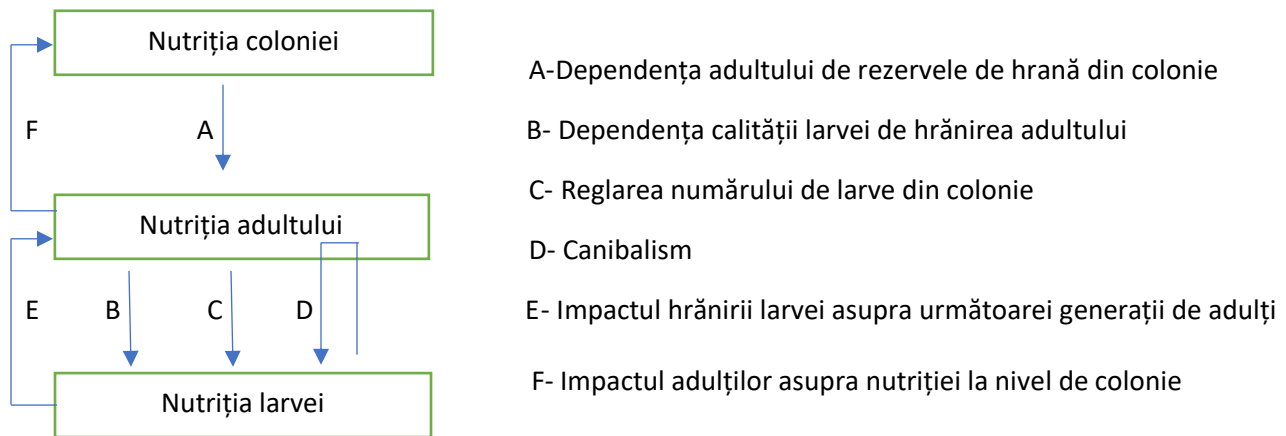 Nutriția coloniei
A-Dependența adultului de rezervele de hrană din colonie
F
A
B- Dependența calității larvei de hrănirea adultului
C- Reglarea numărului de larve din colonie
Nutriția adultului
D- Canibalism
E
B
C
D
E- Impactul hrănirii larvei asupra următoarei generații de adulți
F- Impactul adulților asupra nutriției la nivel de colonie
Nutriția larvei